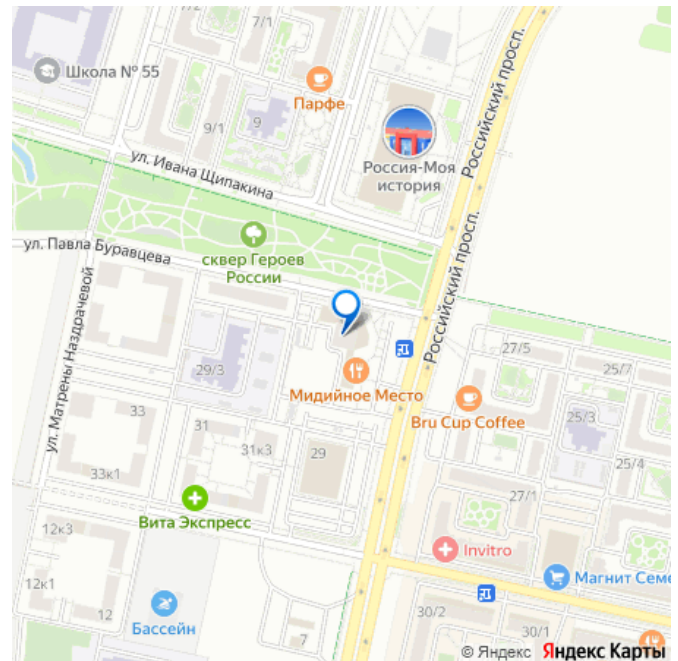 7/1
Российский просп.
Школа № 55
Парфе
9/1
9
ул. Ивана Щипакина
Россия-Моя
история
ул. Павла Буравцева
сквер Героев
России
Российский просп.
ул. Матрены Наздрачевой
29/3
27/5
25/7
Мидийное Место
Bru Cup Coffee
33
31
25/3
31к3
29
25/4
33к1
27/1
Вита Экспресс
12к3
Invitro
Магнит Семе
12к1
12
Бассейн
7
30/2
30/1
© Яндекс Яндекс Карты